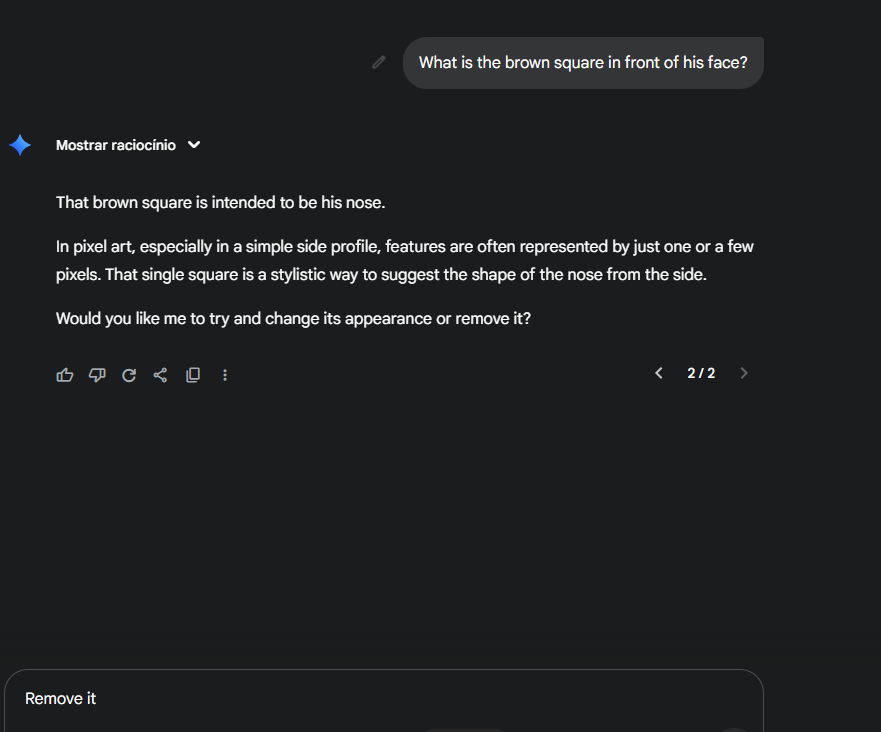 What is the brown square in front of his face?
Mostrar raciocínio
That brown square is intended to be his nose.
In pixel art, especially in a simple side profile, features are often represented by just one or a few
pixels. That single square is a stylistic way to suggest the shape of the nose from the side.
Would you like me to try and change its appearance or remove it?
2 / 2
Remove it